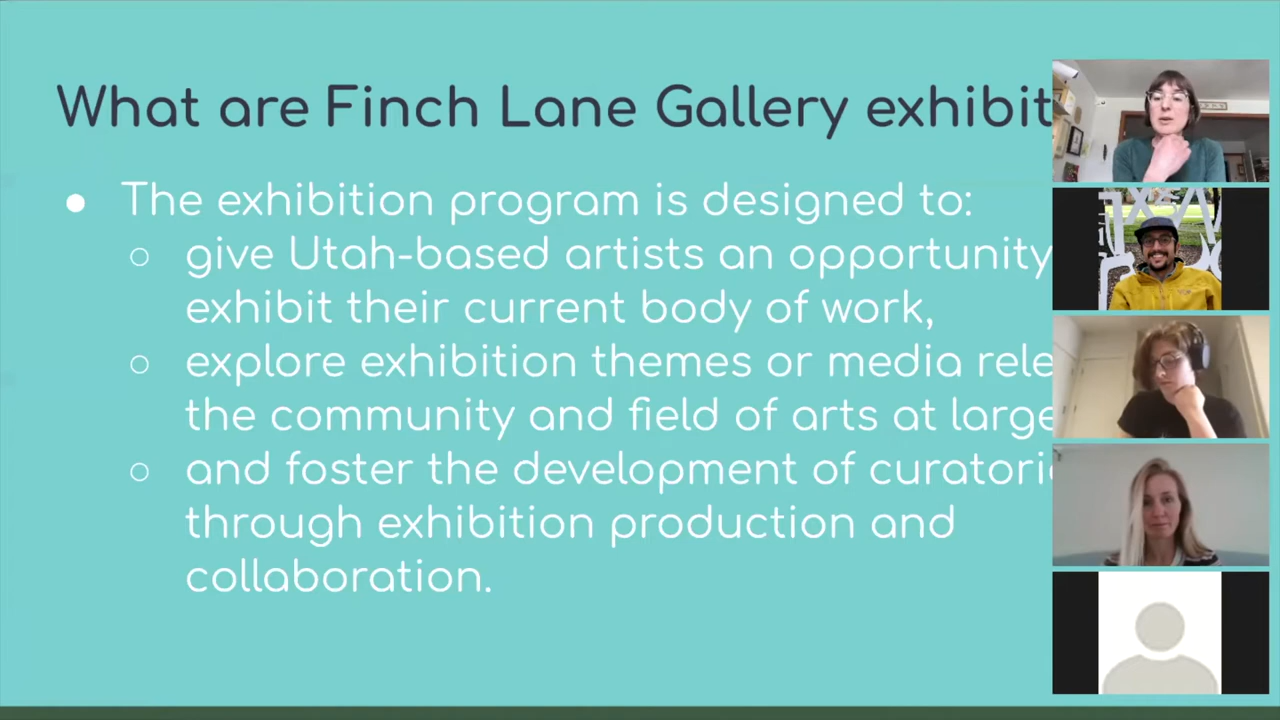 What are Finch Lane Gallery exhibit
The exhibition program is designed to:
give Utah-based artists an opportunity
exhibit their current body of work,
explore exhibition themes or media rele
the community and field of arts at large
and foster the development of curatori
through exhibition production and
collaboration.